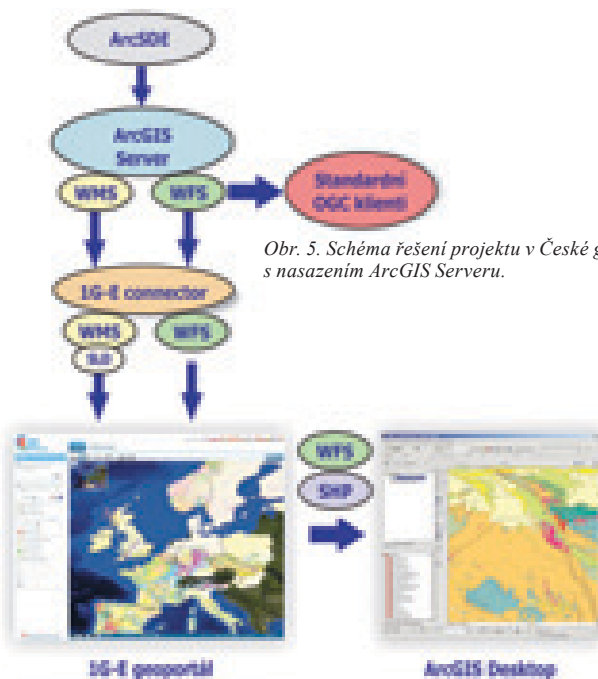 ArcSDE
ArcGIS
Server
WMS
WFS
Standardní
OGC klienti
Obr. 5. Schéma řešení projektu v České g
s nasazením ArcGIS Serveru.
1G-E connector
WMS
WFS
SLD
WFS
SHP
1G-E geoportál
ArcGIS Desktop